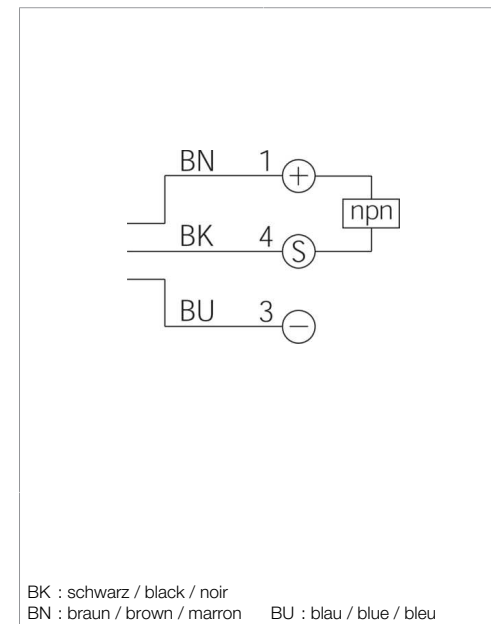 BN 1 +
npn
BK 4 S
BU 3 −
BK : schwarz / black / noir
BN : braun / brown / marron BU : blau / blue / bleu